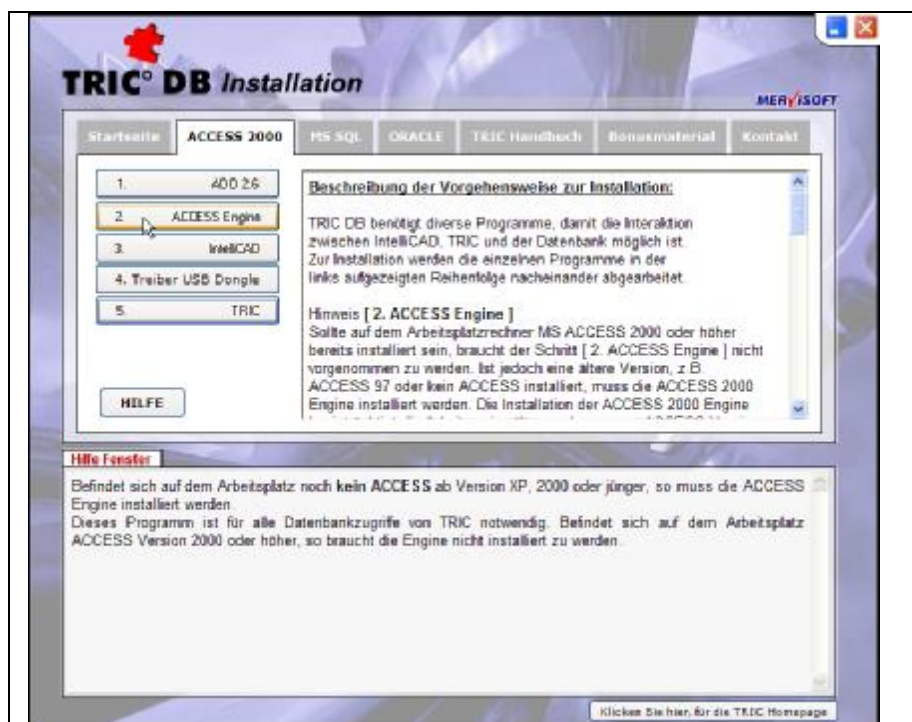 TRIC° DB Installation
MERViSOFT
Startseite
ACCESS 2000
MS SQL
ORACLE
TRIC Handbuch
Bonusmaterial
Kontakt
1. ADO 2.6
2. ACCESS Engine
3. IntelliCAD
4. Treiber USB Dongle
5. TRIC
HILFE
Beschreibung der Vorgehensweise zur Installation:
TRIC DB benötigt diverse Programme, damit die Interaktion
zwischen IntelliCAD, TRIC und der Datenbank möglich ist.
Zur Installation werden die einzelnen Programme in der
links aufgezeigten Reihenfolge nacheinander abgearbeitet.
Hinweis [ 2. ACCESS Engine ]
Sollte auf dem Arbeitsplatzrechner MS ACCESS 2000 oder höher
bereits installiert sein, braucht der Schritt [ 2. ACCESS Engine ] nicht
vorgenommen zu werden. Ist jedoch eine ältere Version, z.B.
ACCESS 97 oder kein ACCESS installiert, muss die ACCESS 2000
Engine installiert werden. Die Installation der ACCESS 2000 Engine
Hilfe Fenster
Befindet sich auf dem Arbeitsplatz noch kein ACCESS ab Version XP, 2000 oder jünger, so muss die ACCESS
Engine installiert werden.
Dieses Programm ist für alle Datenbankzugriffe von TRIC notwendig. Befindet sich auf dem Arbeitsplatz
ACCESS Version 2000 oder höher, so braucht die Engine nicht installiert zu werden.
Klicken Sie hier, für die TRIC Homepage